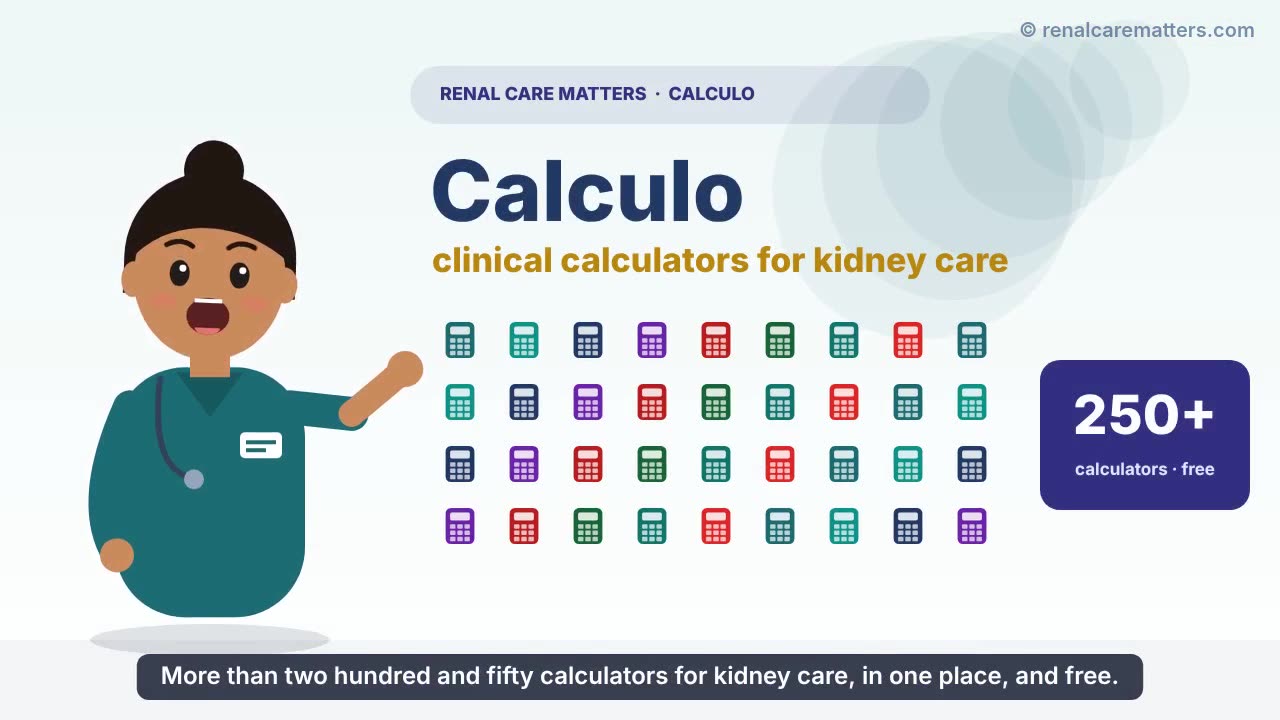 © renalcarematters.com
RENAL CARE MATTERS · CALCULO
Calculo
clinical calculators for kidney care
250+
calculators · free
More than two hundred and fifty calculators for kidney care, in one place, and free.